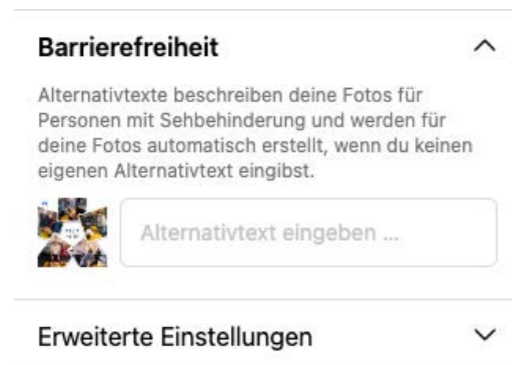 Barrierefreiheit
Alternativtexte beschreiben deine Fotos für
Personen mit Sehbehinderung und werden für
deine Fotos automatisch erstellt, wenn du keinen
eigenen Alternativtext eingibst.
Alternativtext eingeben ...
Erweiterte Einstellungen